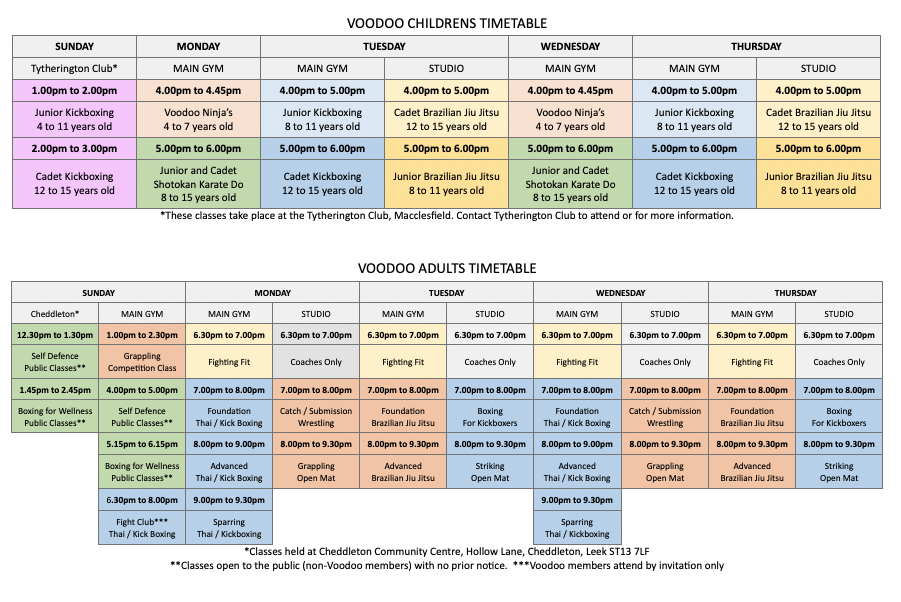 VOODOO CHILDRENS TIMETABLE
SUNDAY MONDAY TUESDAY WEDNESDAY THURSDAY
Tytherington Club* MAIN GYM MAIN GYM STUDIO MAIN GYM MAIN GYM STUDIO
1.00pm to 2.00pm 4.00pm to 4.45pm 4.00pm to 5.00pm 4.00pm to 5.00pm 4.00pm to 4.45pm 4.00pm to 5.00pm 4.00pm to 5.00pm
Junior Kickboxing Voodoo Ninja's Junior Kickboxing Cadet Brazilian Jiu Jitsu Voodoo Ninja's Junior Kickboxing Cadet Brazilian Jiu Jitsu
4 to 11 years old 4 to 7 years old 8 to 11 years old 12 to 15 years old 4 to 7 years old 8 to 11 years old 12 to 15 years old
2.00pm to 3.00pm 5.00pm to 6.00pm 5.00pm to 6.00pm 5.00pm to 6.00pm 5.00pm to 6.00pm 5.00pm to 6.00pm 5.00pm to 6.00pm
Junior and Cadet Junior and Cadet
Cadet Kickboxing Shotokan Karate Do Cadet Kickboxing Junior Brazilian Jiu Jitsu Shotokan Karate Do Cadet Kickboxing Junior Brazilian Jiu Jitsu
12 to 15 years old 8 to 15 years old 12 to 15 years old 8 to 11 years old 8 to 15 years old 12 to 15 years old 8 to 11 years old
*These classes take place at the Tytherington Club, Macclesfield. Contact Tytherington Club to attend or for more information.
VOODOO ADULTS TIMETABLE
SUNDAY MONDAY TUESDAY WEDNESDAY THURSDAY
Cheddleton* MAIN GYM MAIN GYM STUDIO MAIN GYM STUDIO MAIN GYM STUDIO MAIN GYM STUDIO
12.30pm to 1.30pm 1.00pm to 2.30pm 6.30pm to 7.00pm 6.30pm to 7.00pm 6.30pm to 7.00pm 6.30pm to 7.00pm 6.30pm to 7.00pm 6.30pm to 7.00pm 6.30pm to 7.00pm 6.30pm to 7.00pm
Self Defence Grappling Fighting Fit Coaches Only Fighting Fit Coaches Only Fighting Fit Coaches Only Fighting Fit Coaches Only
Public Classes** Competition Class
1.45pm to 2.45pm 4.00pm to 5.00pm 7.00pm to 8.00pm 7.00pm to 8.00pm 7.00pm to 8.00pm 7.00pm to 8.00pm 7.00pm to 8.00pm 7.00pm to 8.00pm 7.00pm to 8.00pm 7.00pm to 8.00pm
Boxing for Wellness Self Defence Foundation Catch / Submission Foundation Boxing Foundation Catch / Submission Foundation Boxing
Public Classes** Public Classes** Thai / Kick Boxing Wrestling Brazilian Jiu Jitsu For Kickboxers Thai / Kick Boxing Wrestling Brazilian Jiu Jitsu For Kickboxers
5.15pm to 6.15pm 8.00pm to 9.00pm 8.00pm to 9.30pm 8.00pm to 9.30pm 8.00pm to 9.30pm 8.00pm to 9.00pm 8.00pm to 9.30pm 8.00pm to 9.30pm 8.00pm to 9.30pm
Boxing for Wellness Advanced Grappling Advanced Striking Advanced Grappling Advanced Striking
Public Classes** Thai / Kick Boxing Open Mat Brazilian Jiu Jitsu Open Mat Thai / Kick Boxing Open Mat Brazilian Jiu Jitsu Open Mat
6.30pm to 8.00pm 9.00pm to 9.30pm 9.00pm to 9.30pm
Fight Club*** Sparring Sparring
Thai / Kick Boxing Thai / Kickboxing Thai / Kickboxing
*Classes held at Cheddleton Community Centre, Hollow Lane, Cheddleton, Leek ST13 7LF
**Classes open to the public (non-Voodoo members) with no prior notice. ***Voodoo members attend by invitation only